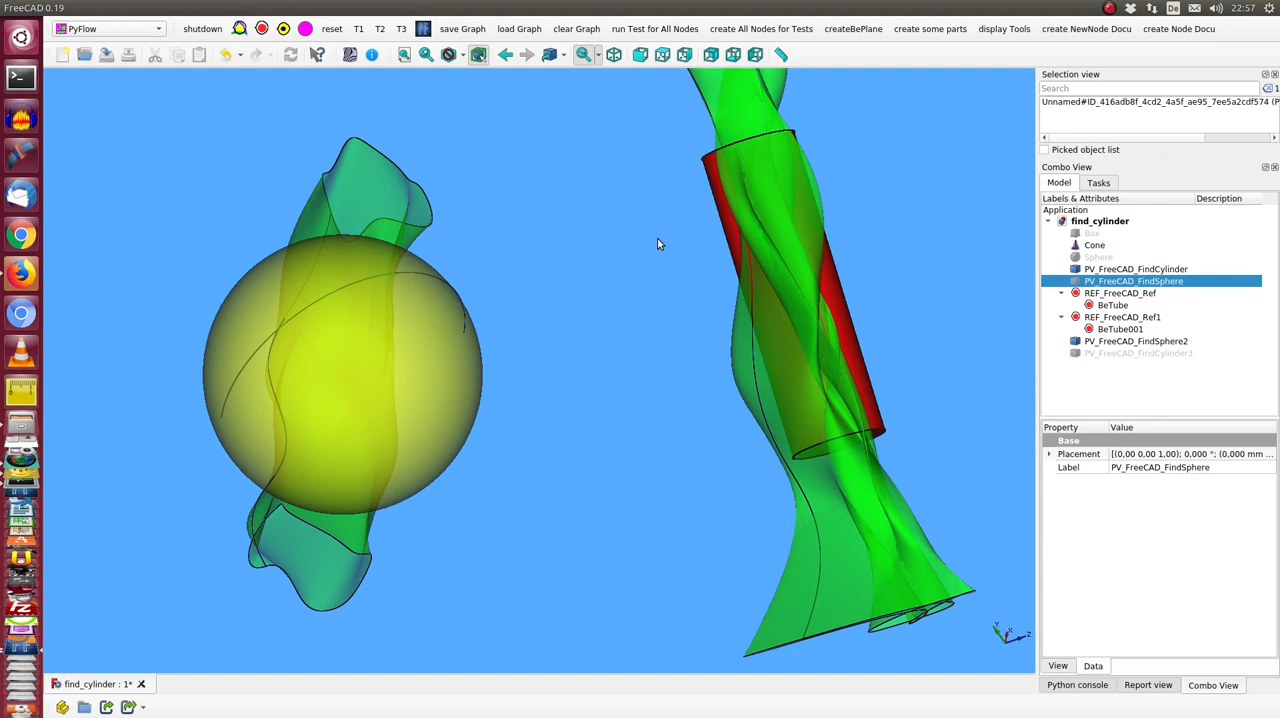 FreeCAD 0.19
De
22:57
PyFlow
shutdown
reset
T1
T2
T3
save Graph
load Graph
clear Graph
run Test for All Nodes
create All Nodes for Tests
createBePlane
create some parts
display Tools
create NewNode Docu
create Node Docu
Selection view
Search
1
Unnamed#ID_416adb8f_4cd2_4a5f_ae95_7ee5a2cdf574 (P
Picked object list
Combo View
Model
Tasks
Labels & Attributes
Description
Application
find_cylinder
Box
Cone
Sphere
PV_FreeCAD_FindCylinder
PV_FreeCAD_FindSphere
REF_FreeCAD_Ref
BeTube
REF_FreeCAD_Ref1
BeTube001
PV_FreeCAD_FindSphere2
PV_FreeCAD_FindCylinder3
Property
Value
Base
Placement
[(0,00 0,00 1,00); 0,000 °; (0,000 mm ...
Label
PV_FreeCAD_FindSphere
Y
X
Z
View
Data
find_cylinder : 1*
Python console
Report view
Combo View